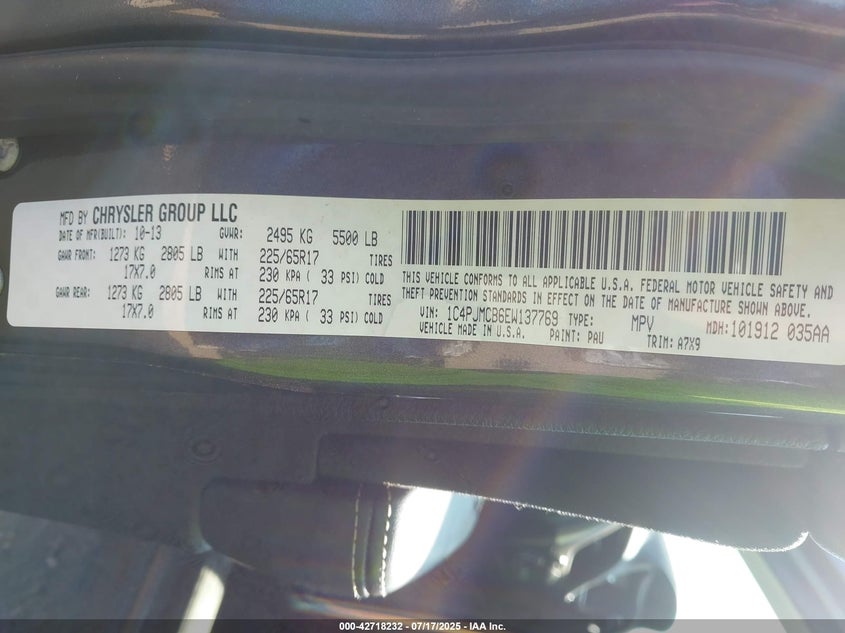 MFD BY CHRYSLER GROUP LLC
DATE OF MFR(BUILT): 10-13 GVWR: 2495 KG 5500 LB
GAWR FRONT: 1273 KG 2805 LB WITH 225/65R17 TIRES
17X7.0 RIMS AT 230 KPA ( 33 PSI) COLD
GAWR REAR: 1273 KG 2805 LB WITH 225/65R17 TIRES
17X7.0 RIMS AT 230 KPA ( 33 PSI) COLD
THIS VEHICLE CONFORMS TO ALL APPLICABLE U.S.A. FEDERAL MOTOR VEHICLE SAFETY AND
THEFT PREVENTION STANDARDS IN EFFECT ON THE DATE OF MANUFACTURE SHOWN ABOVE.
VIN: 1C4PJMCB6EW137769 TYPE: MPV MDH:101912 035AA
VEHICLE MADE IN U.S.A. PAINT: PAU TRIM: A7X9
000-42718232 - 07/17/2025 - IAA Inc.